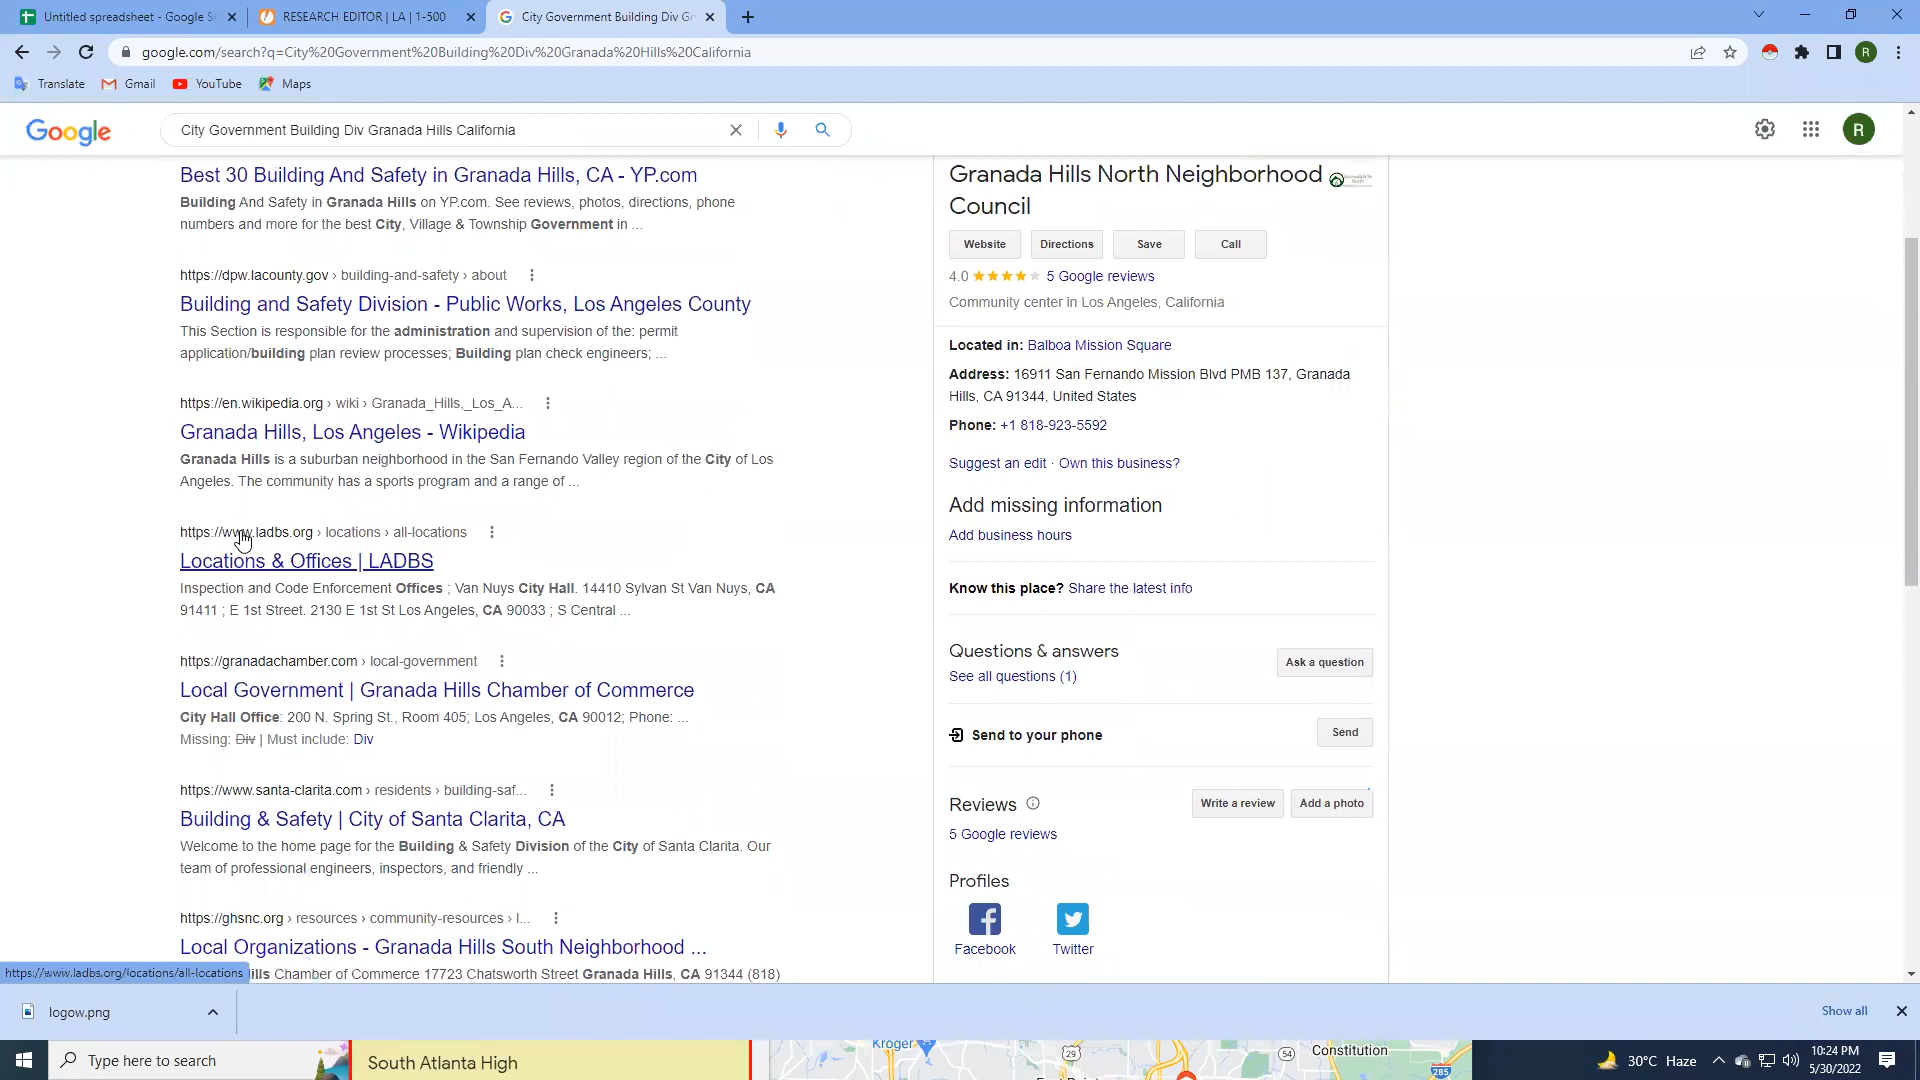 Untitled spreadsheet - Google S
RESEARCH EDITOR | LA | 1-500
City Government Building Div Gr
google.com/search?q=City%20Government%20Building%20Div%20Granada%20Hills%20California
R
Translate
Gmail
YouTube
Maps
Google
City Government Building Div Granada Hills California
R
Best 30 Building And Safety in Granada Hills, CA - YP.com
Building And Safety in Granada Hills on YP.com. See reviews, photos, directions, phone
numbers and more for the best City, Village & Township Government in ...
https://dpw.lacounty.gov › building-and-safety › about
Building and Safety Division - Public Works, Los Angeles County
This Section is responsible for the administration and supervision of the: permit
application/building plan review processes; Building plan check engineers; ...
https://en.wikipedia.org › wiki › Granada_Hills,_Los_A...
Granada Hills, Los Angeles - Wikipedia
Granada Hills is a suburban neighborhood in the San Fernando Valley region of the City of Los
Angeles. The community has a sports program and a range of ...
https://www.ladbs.org › locations › all-locations
Locations & Offices | LADBS
Inspection and Code Enforcement Offices ; Van Nuys City Hall. 14410 Sylvan St Van Nuys, CA
91411 ; E 1st Street. 2130 E 1st St Los Angeles, CA 90033 ; S Central ...
https://granadachamber.com › local-government
Local Government | Granada Hills Chamber of Commerce
City Hall Office: 200 N. Spring St., Room 405; Los Angeles, CA 90012; Phone: ...
Missing: Div | Must include: Div
https://www.santa-clarita.com › residents › building-saf...
Building & Safety | City of Santa Clarita, CA
Welcome to the home page for the Building & Safety Division of the City of Santa Clarita. Our
team of professional engineers, inspectors, and friendly ...
https://ghsnc.org › resources › community-resources › l...
Local Organizations - Granada Hills South Neighborhood ...
ills Chamber of Commerce 17723 Chatsworth Street Granada Hills, CA 91344 (818)
https://www.ladbs.org/locations/all-locations
Granada Hills North Neighborhood
Council
Website
Directions
Save
Call
4.0
5 Google reviews
Community center in Los Angeles, California
Located in: Balboa Mission Square
Address: 16911 San Fernando Mission Blvd PMB 137, Granada
Hills, CA 91344, United States
Phone: +1 818-923-5592
Suggest an edit · Own this business?
Add missing information
Add business hours
Know this place? Share the latest info
Questions & answers
See all questions (1)
Ask a question
Send to your phone
Send
Reviews
Write a review
Add a photo
5 Google reviews
Profiles
Facebook
Twitter
logow.png
Show all
Type here to search
South Atlanta High
Kroger
29
54
Constitution
285
30°C Haze
10:24 PM
5/30/2022